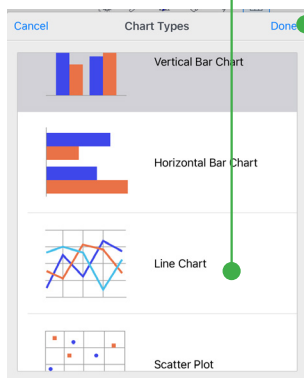 Cancel Chart Types Done
Vertical Bar Chart
Horizontal Bar Chart
Line Chart
Scatter Plot